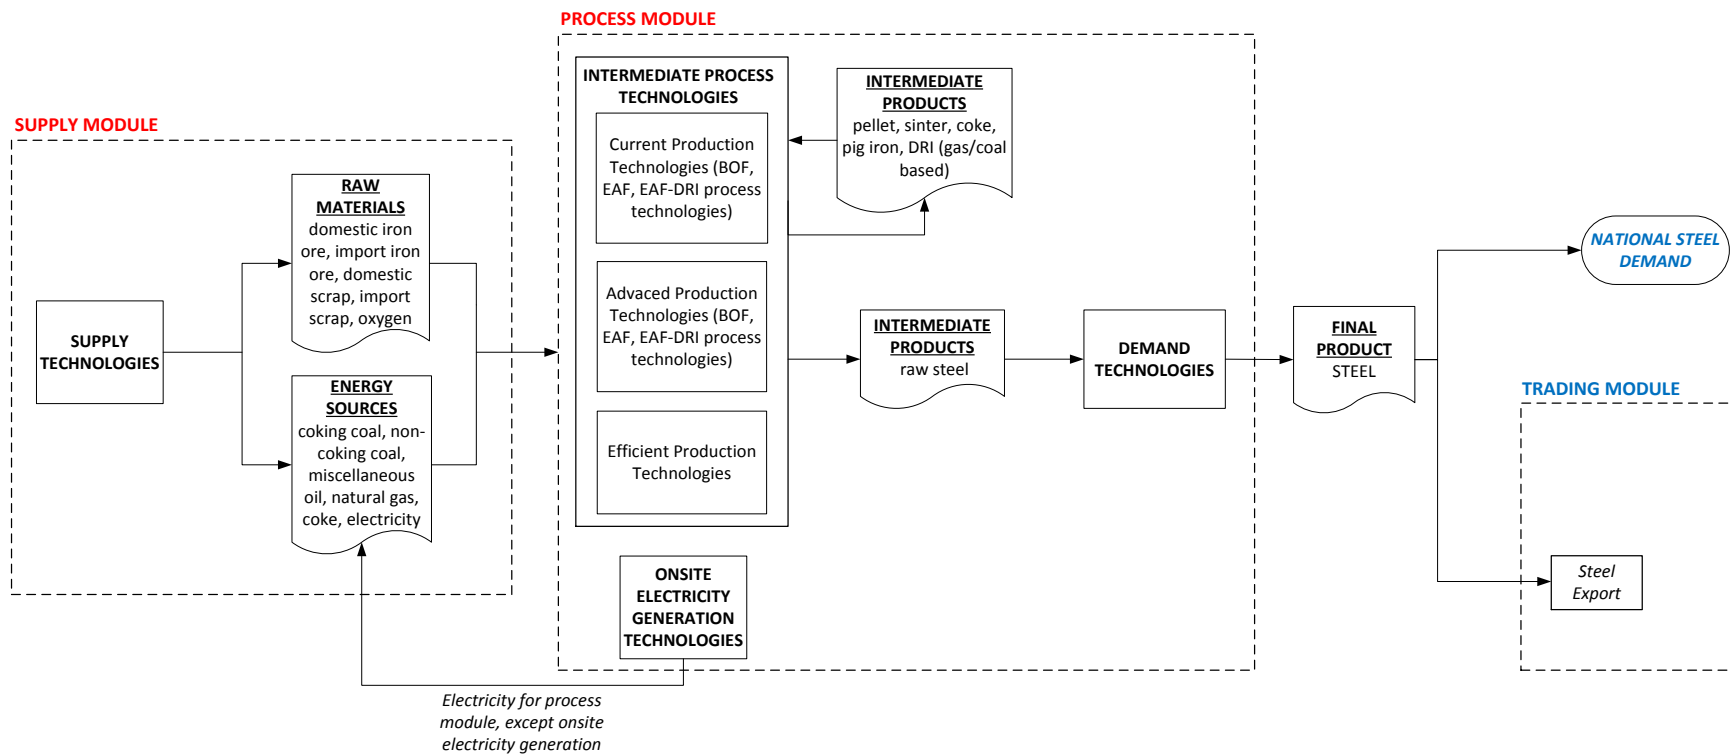 PROCESS MODULE
SUPPLY MODULE
SUPPLY
TECHNOLOGIES
RAW
MATERIALS
domestic iron
ore, import iron
ore, domestic
scrap, import
scrap, oxygen
ENERGY
SOURCES
coking coal, non-
coking coal,
miscellaneous
oil, natural gas,
coke, electricity
INTERMEDIATE PROCESS
TECHNOLOGIES
Current Production
Technologies (BOF,
EAF, EAF-DRI process
technologies)
Advaced Production
Technologies (BOF,
EAF, EAF-DRI process
technologies)
Efficient Production
Technologies
INTERMEDIATE
PRODUCTS
pellet, sinter, coke,
pig iron, DRI (gas/coal
based)
INTERMEDIATE
PRODUCTS
raw steel
DEMAND
TECHNOLOGIES
ONSITE
ELECTRICITY
GENERATION
TECHNOLOGIES
Electricity for process
module, except onsite
electricity generation
FINAL
PRODUCT
STEEL
NATIONAL STEEL
DEMAND
TRADING MODULE
Steel
Export